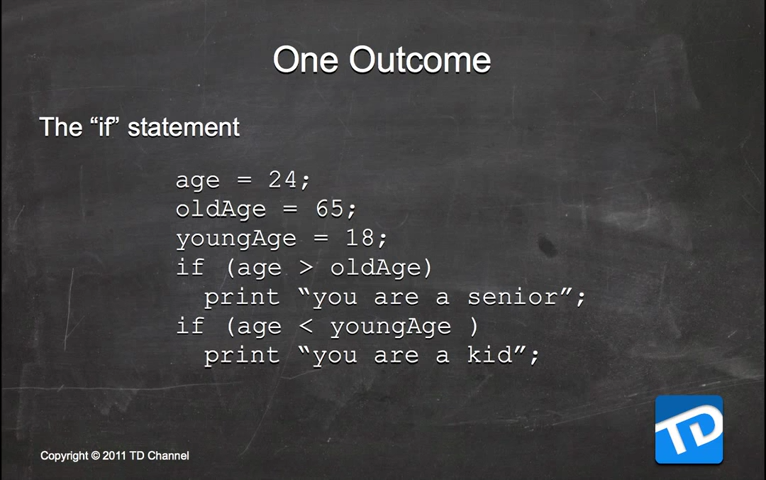 One Outcome
The “if” statement
age = 24;
oldAge = 65;
youngAge = 18;
if (age > oldAge)
print “you are a senior”;
if (age < youngAge )
print “you are a kid”;
TD
Copyright © 2011 TD Channel